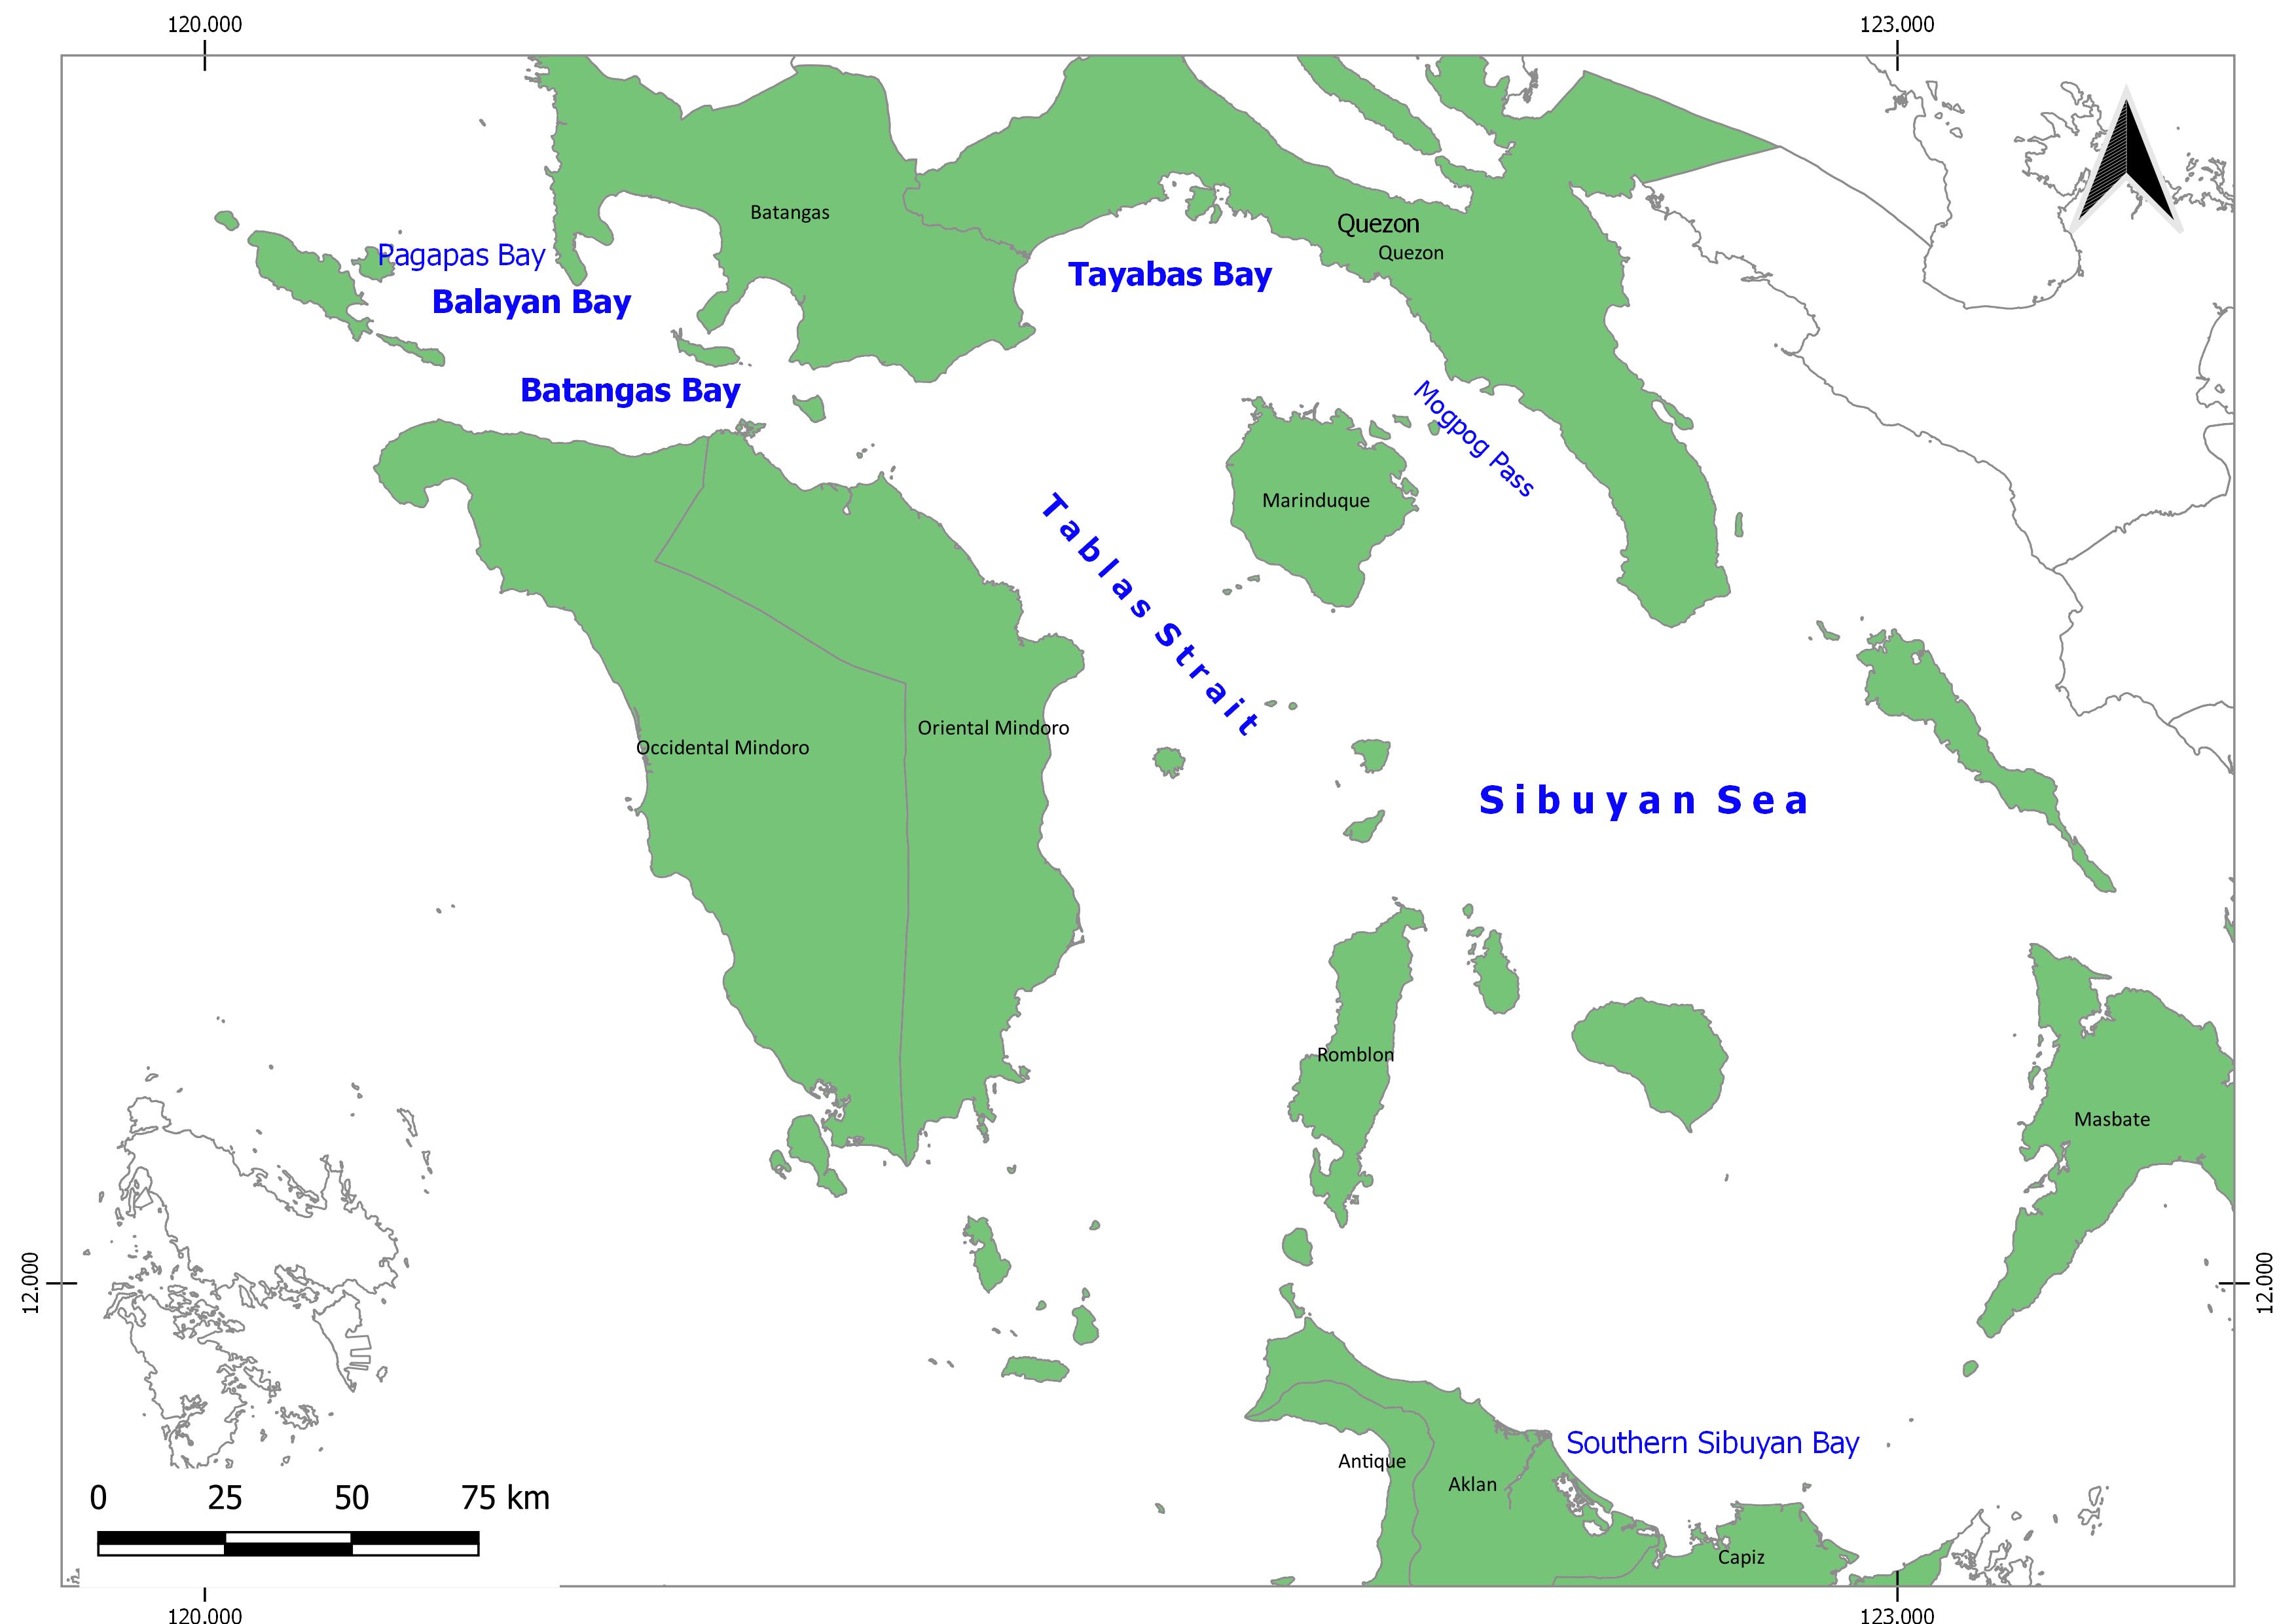 120.000
123.000
Batangas
Quezon
Quezon
Pagapas Bay
Tayabas Bay
Balayan Bay
Batangas Bay
Mogpog Pass
Marinduque
Tablas Strait
Oriental Mindoro
Occidental Mindoro
Sibuyan Sea
Romblon
Masbate
12.000
12.000
Southern Sibuyan Bay
Antique
Aklan
Capiz
0 25 50 75 km
120.000
123.000